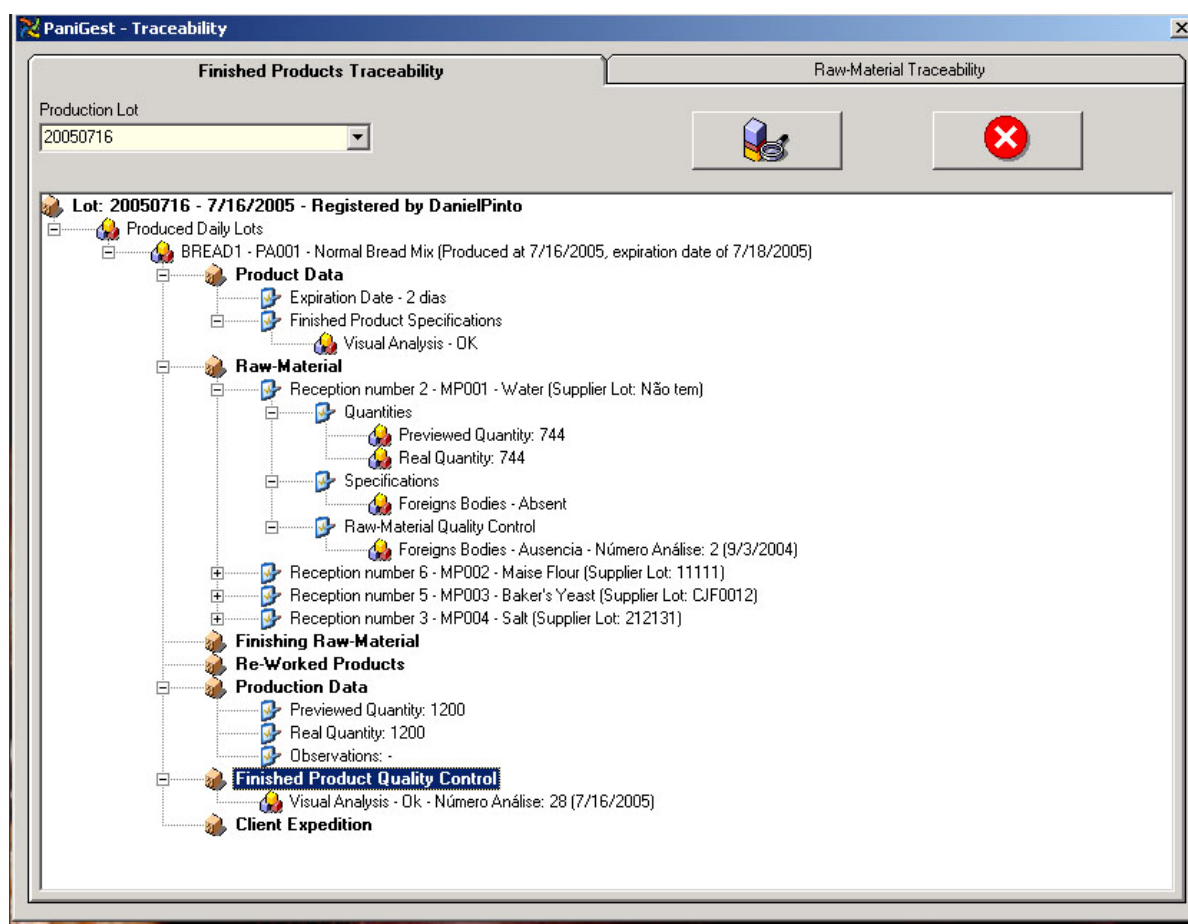 PaniGest - Traceability
Finished Products Traceability
Raw-Material Traceability
Production Lot
20050716
Lot: 20050716 - 7/16/2005 - Registered by DanielPinto
Produced Daily Lots
BREAD1 - PA001 - Normal Bread Mix (Produced at 7/16/2005, expiration date of 7/18/2005)
Product Data
Expiration Date - 2 dias
Finished Product Specifications
Visual Analysis - OK
Raw-Material
Reception number 2 - MP001 - Water (Supplier Lot: Não tem)
Quantities
Previewed Quantity: 744
Real Quantity: 744
Specifications
Foreigns Bodies - Absent
Raw-Material Quality Control
Foreigns Bodies - Ausencia - Número Análise: 2 (9/3/2004)
Reception number 6 - MP002 - Maise Flour (Supplier Lot: 11111)
Reception number 5 - MP003 - Baker's Yeast (Supplier Lot: CJF0012)
Reception number 3 - MP004 - Salt (Supplier Lot: 212131)
Finishing Raw-Material
Re-Worked Products
Production Data
Previewed Quantity: 1200
Real Quantity: 1200
Observations: -
Finished Product Quality Control
Visual Analysis - Ok - Número Análise: 28 (7/16/2005)
Client Expedition